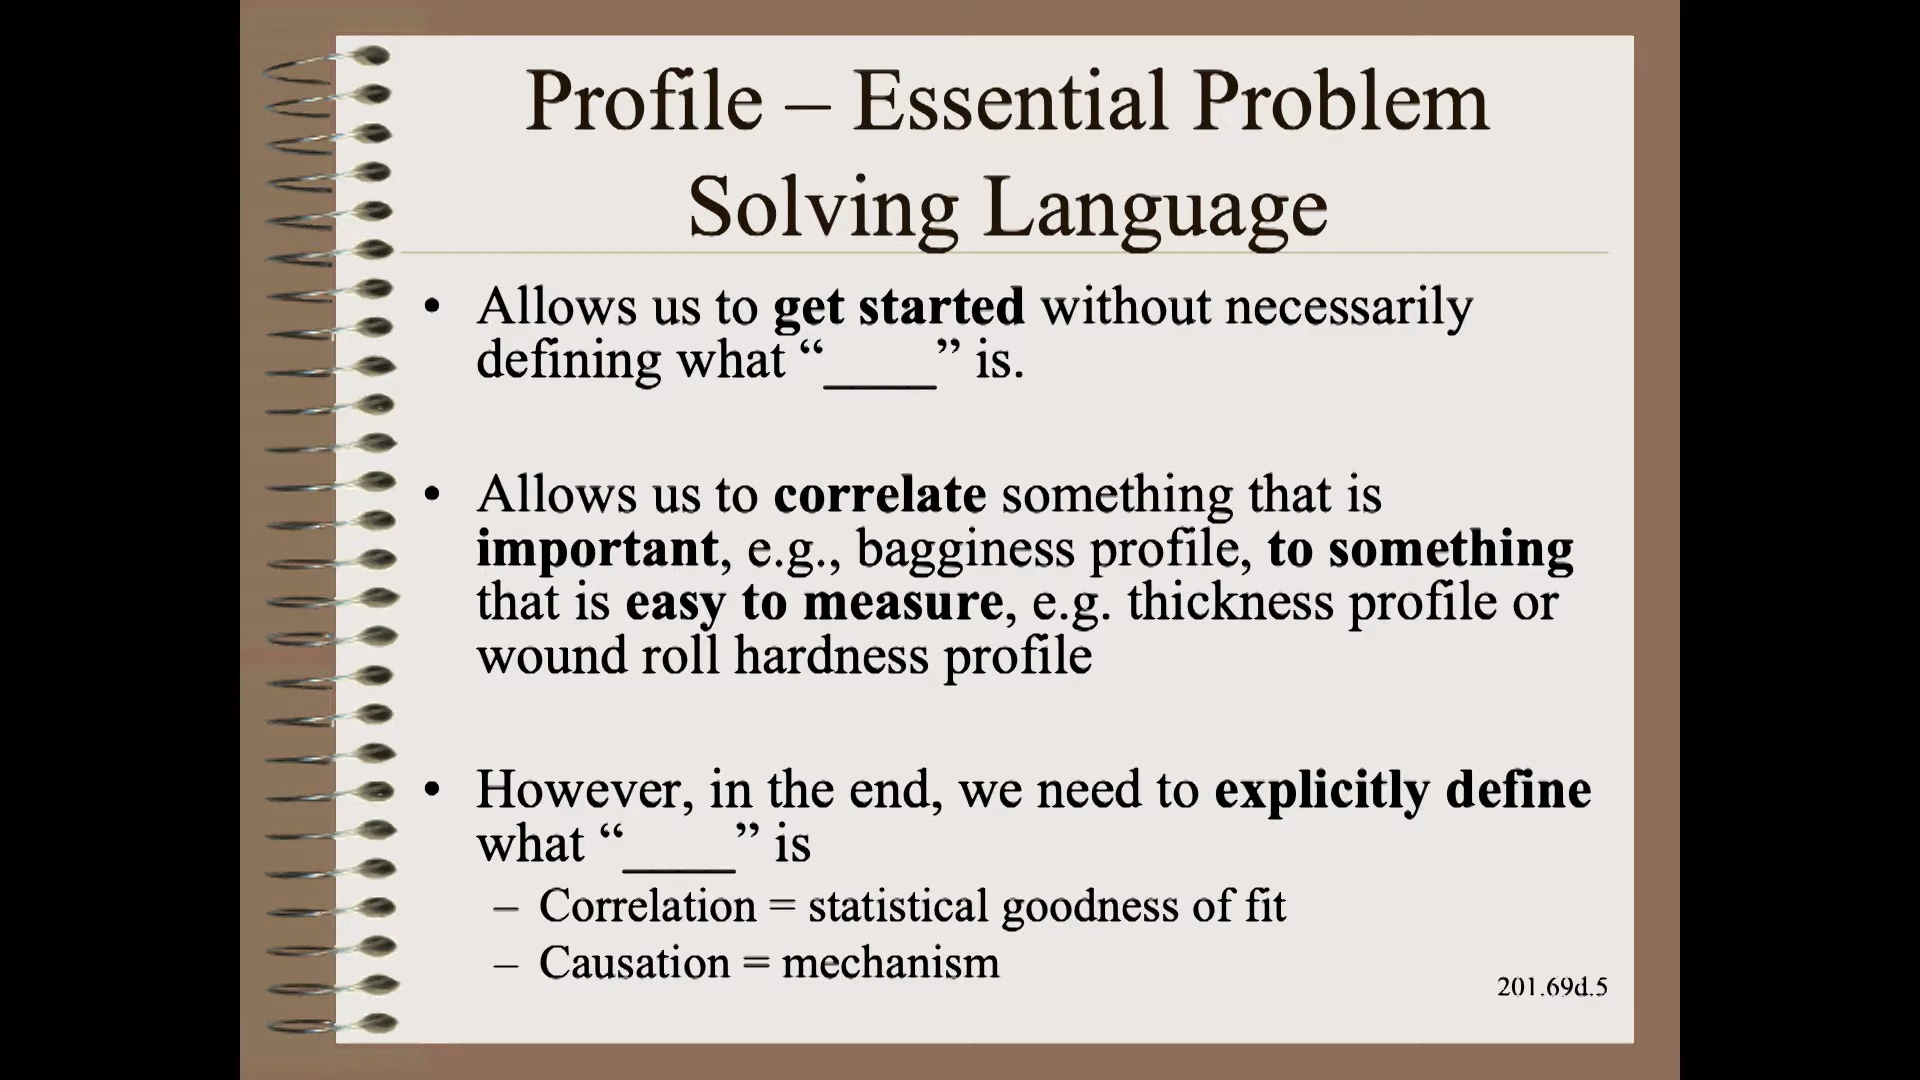 Profile – Essential Problem
Solving Language
• Allows us to get started without necessarily
defining what “____” is.
• Allows us to correlate something that is
important, e.g., bagginess profile, to something
that is easy to measure, e.g. thickness profile or
wound roll hardness profile
• However, in the end, we need to explicitly define
what “____” is
– Correlation = statistical goodness of fit
– Causation = mechanism
201.69d.5